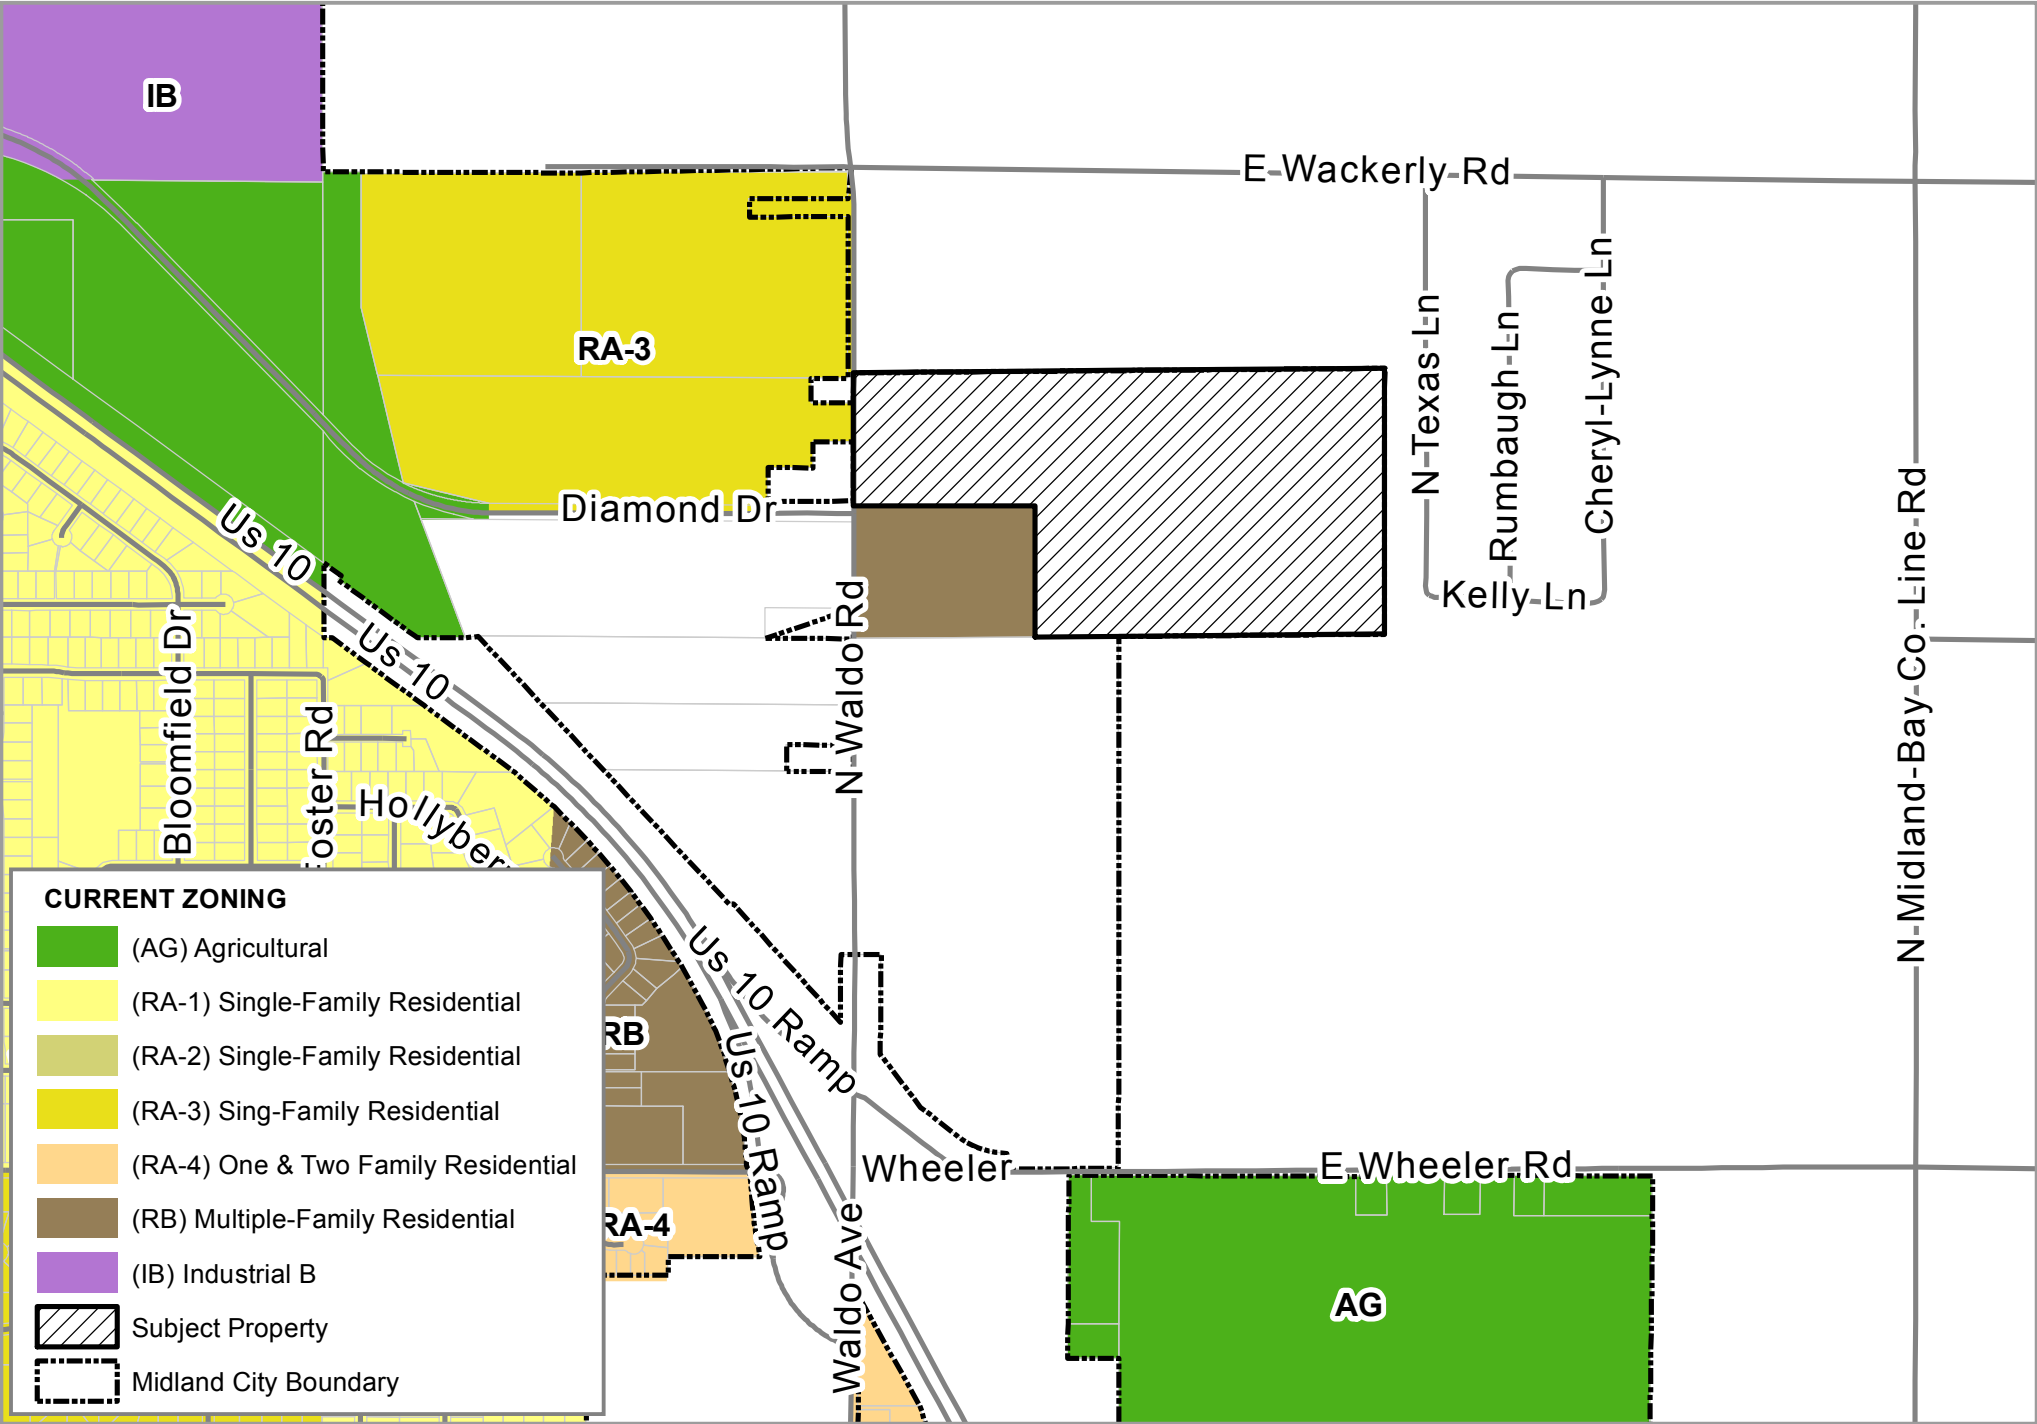 IB
E Wackerly Rd
RA-3
N Texas Ln
Rumbaugh Ln
Cheryl-Lynne Ln
Diamond Dr
Us 10
Kelly Ln
N Waldo Rd
Us 10
Bloomfield Dr
N-Midland-Bay-Co. Line Rd
Hollyber
Us 10 Ramp
RB
Us 10 Ramp
Wheeler
E Wheeler Rd
RA-4
Waldo Ave
AG
CURRENT ZONING
(AG) Agricultural
(RA-1) Single-Family Residential
(RA-2) Single-Family Residential
(RA-3) Sing-Family Residential
(RA-4) One & Two Family Residential
(RB) Multiple-Family Residential
(IB) Industrial B
Subject Property
Midland City Boundary